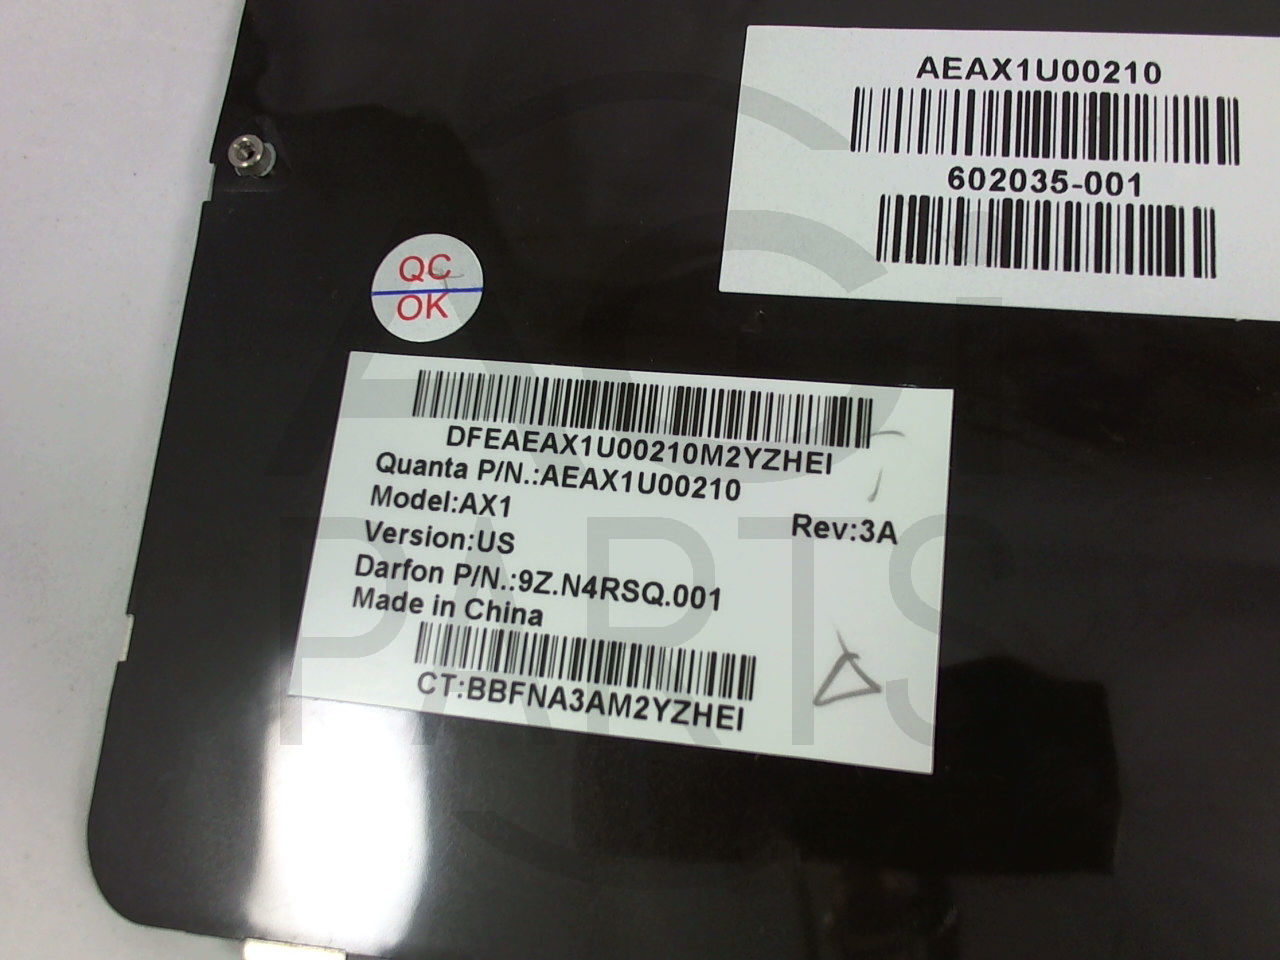 AEAX1U00210
602035-001
QC
OK
DFEAEAX1U00210M2YZHEI
Quanta P/N.:AEAX1U00210
Model:AX1
Rev:3A
Version:US
Darfon P/N.:9Z.N4RSQ.001
Made in China
CT:BBFNA3AM2YZHEI
PARTS